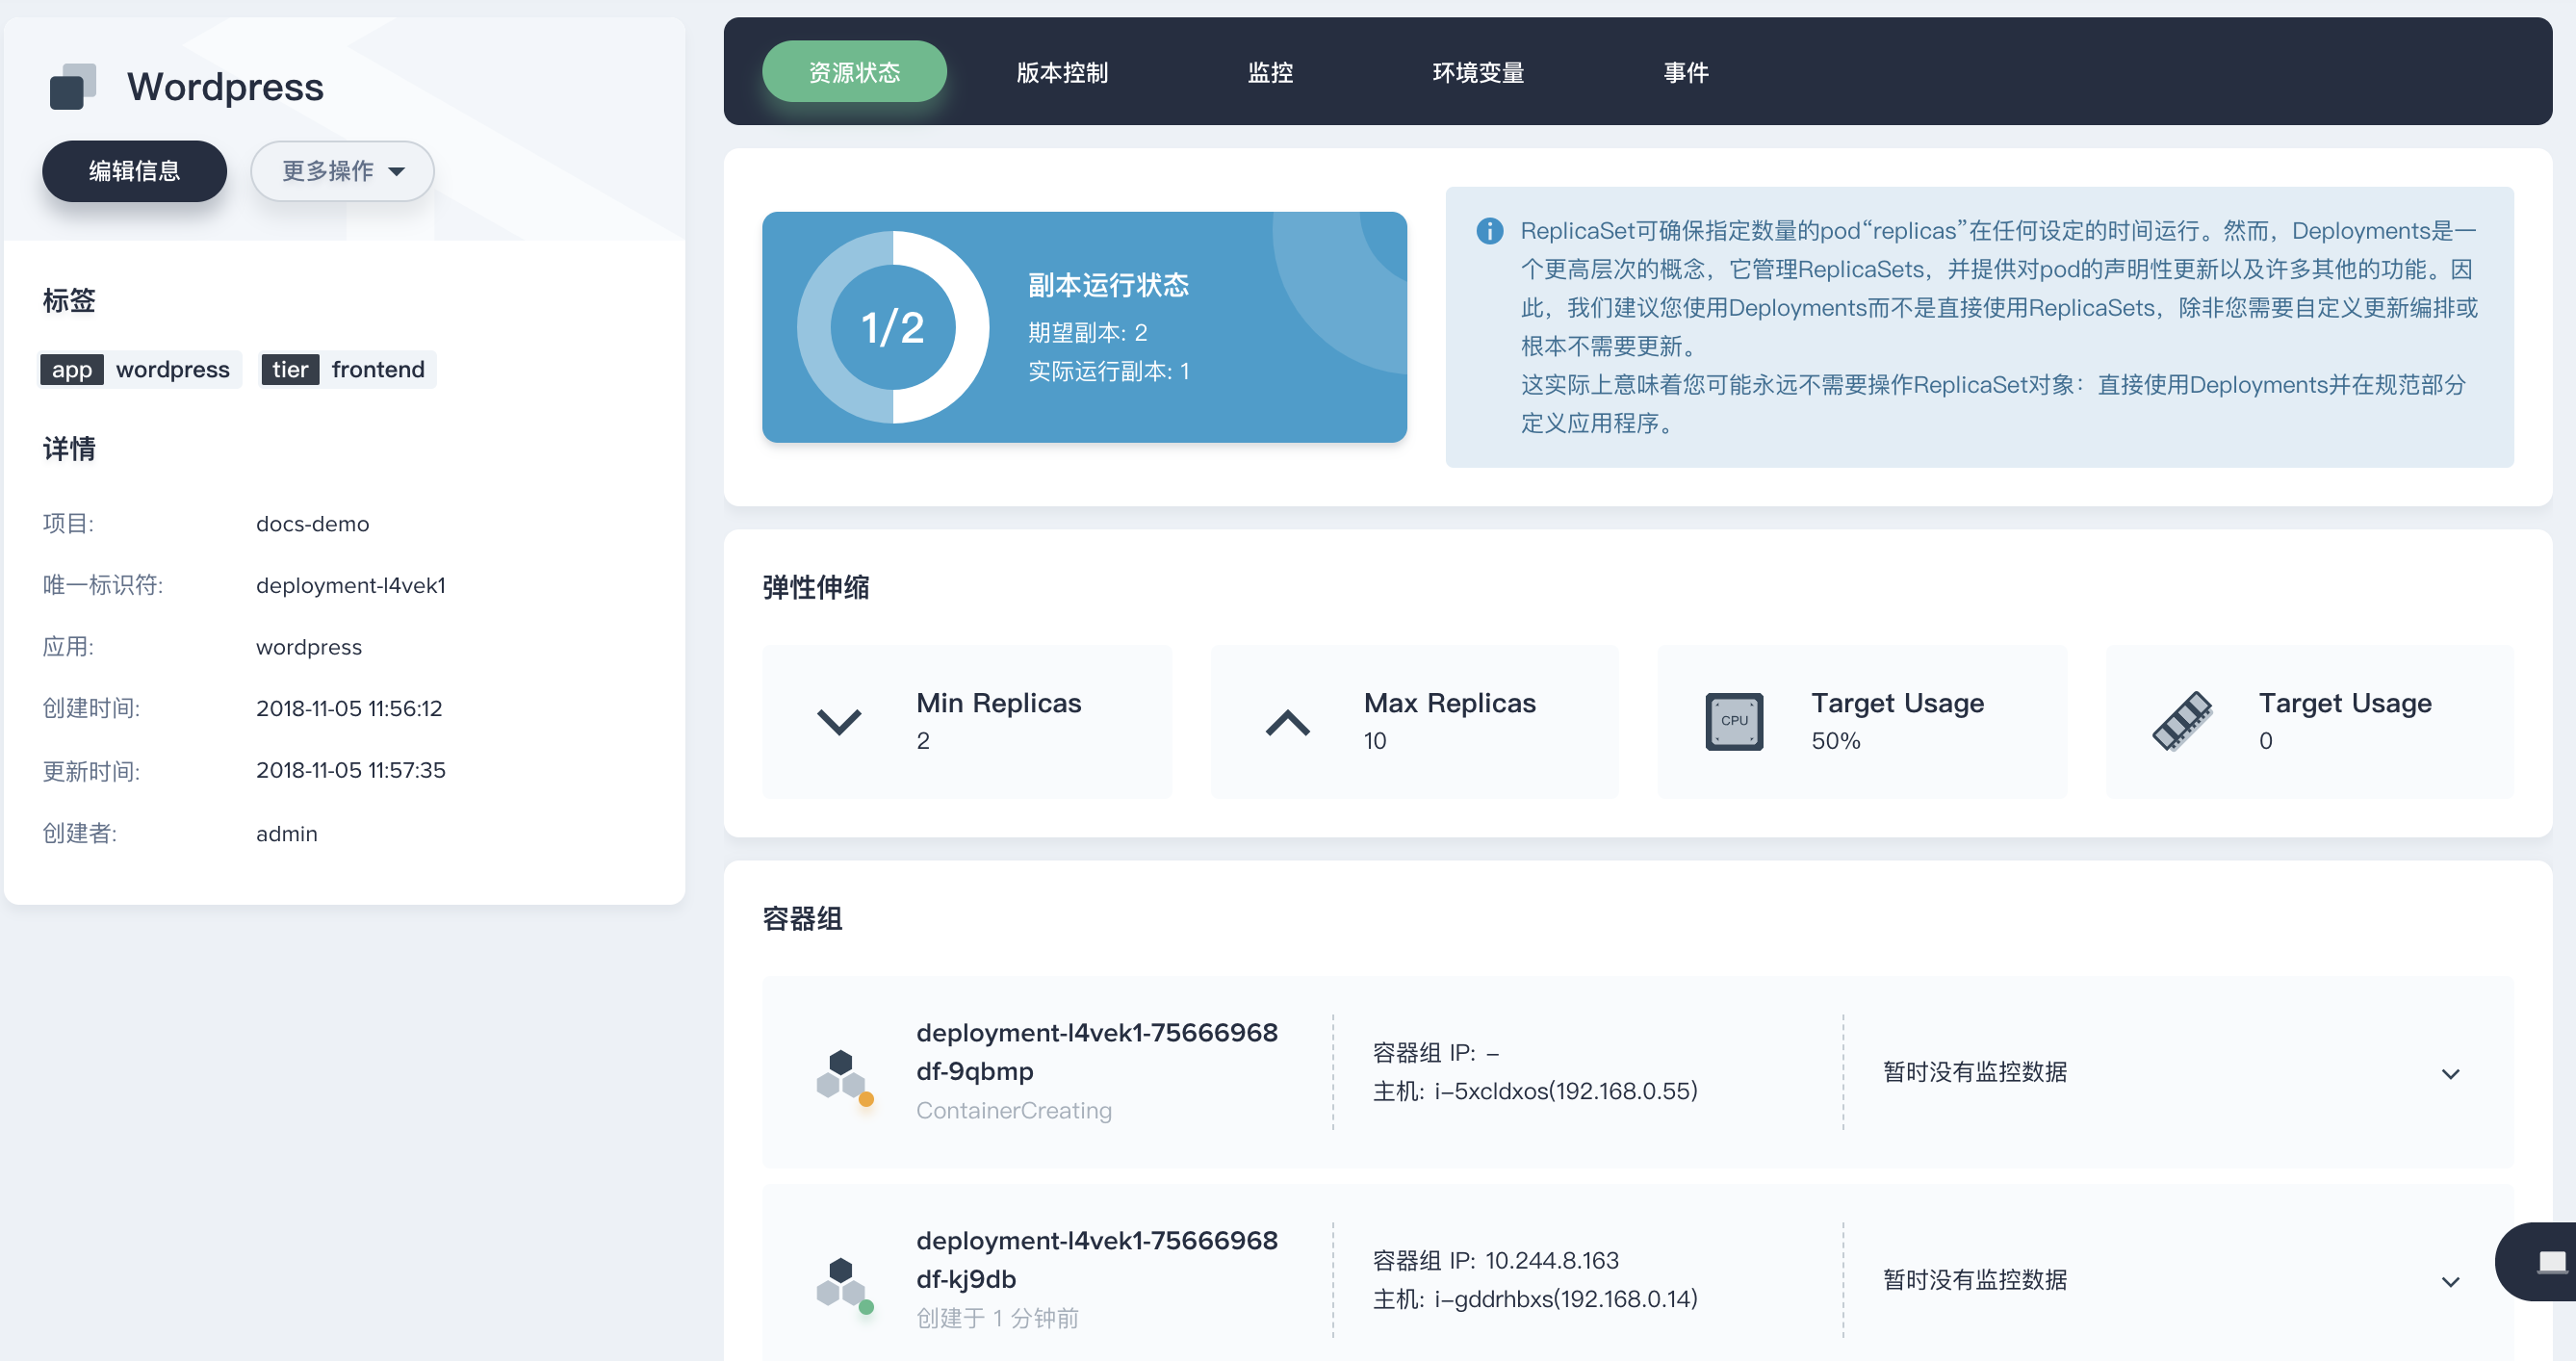 Wordpress
编辑信息
更多操作
标签
app wordpress tier frontend
详情
项目: docs-demo
唯一标识符: deployment-l4vek1
应用: wordpress
创建时间: 2018-11-05 11:56:12
更新时间: 2018-11-05 11:57:35
创建者: admin
资源状态 版本控制 监控 环境变量 事件
1/2
副本运行状态
期望副本: 2
实际运行副本: 1
ReplicaSet可确保指定数量的pod“replicas”在任何设定的时间运行。然而，Deployments是一
个更高层次的概念，它管理ReplicaSets，并提供对pod的声明性更新以及许多其他的功能。因
此，我们建议您使用Deployments而不是直接使用ReplicaSets，除非您需要自定义更新编排或
根本不需要更新。
这实际上意味着您可能永远不需要操作ReplicaSet对象：直接使用Deployments并在规范部分
定义应用程序。
弹性伸缩
Min Replicas
2
Max Replicas
10
CPU
Target Usage
50%
Target Usage
0
容器组
deployment-l4vek1-75666968
df-9qbmp
ContainerCreating
容器组 IP: -
主机: i-5xcldxos(192.168.0.55)
暂时没有监控数据
deployment-l4vek1-75666968
df-kj9db
创建于 1 分钟前
容器组 IP: 10.244.8.163
主机: i-gddrhbxs(192.168.0.14)
暂时没有监控数据